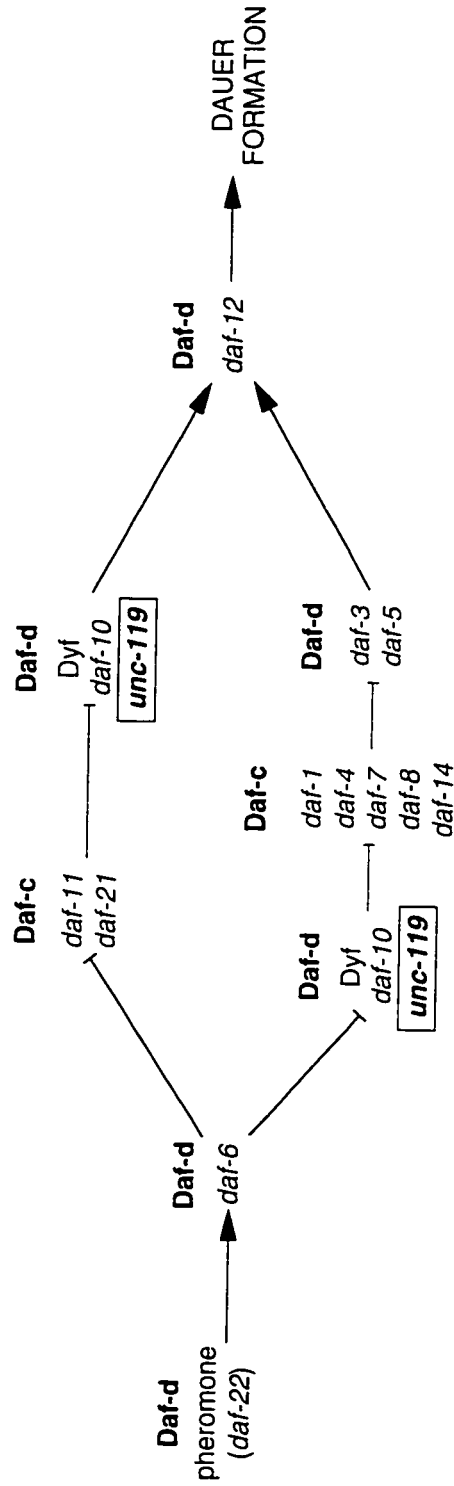 Daf-d
pheromone
(daf-22)
Daf-d
daf-6
Daf-c
daf-11
daf-21
Daf-d
Dyf
daf-10
unc-119
Daf-d
Dyf
daf-10
unc-119
Daf-c
daf-1
daf-4
daf-7
daf-8
daf-14
Daf-d
daf-3
daf-5
Daf-d
daf-12
DAUER
FORMATION